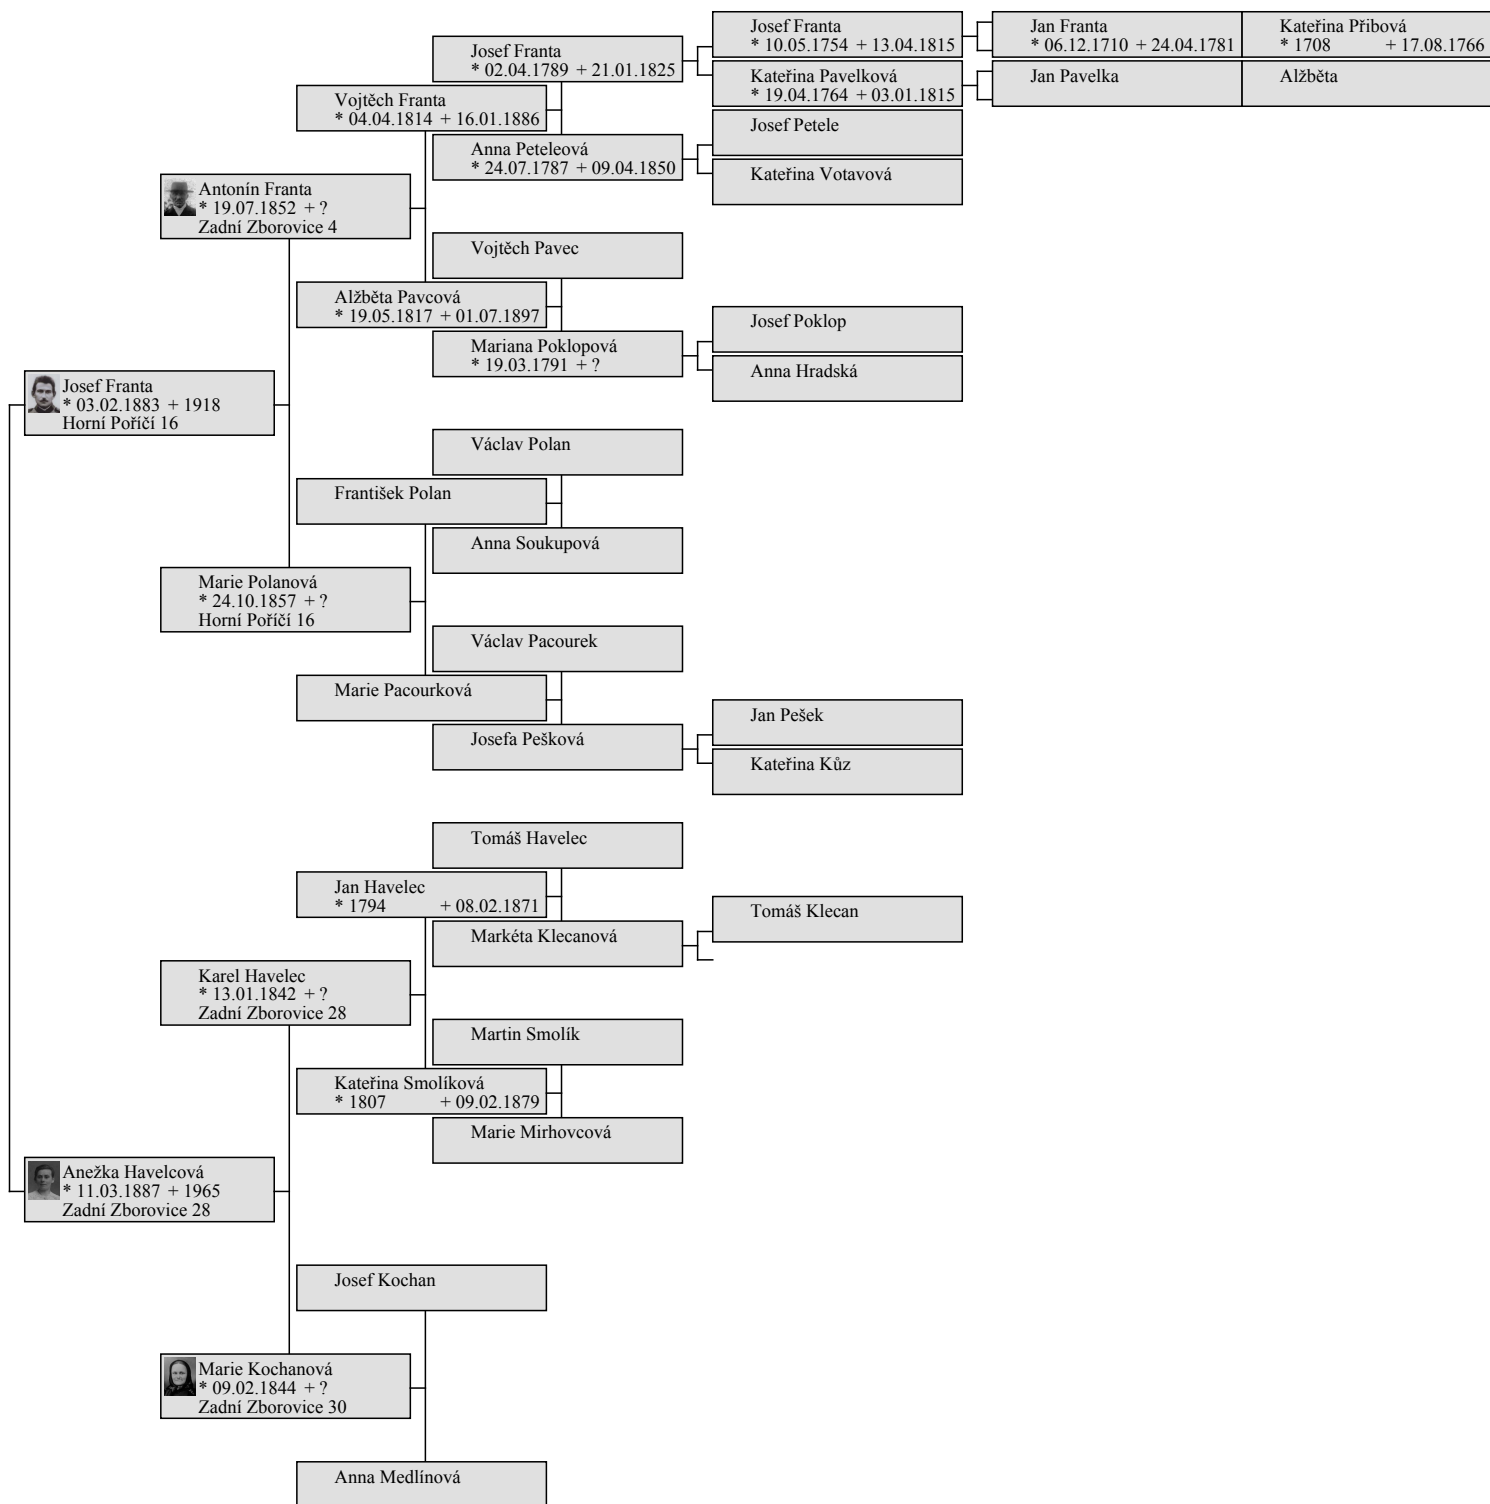 Josef Franta
* 10.05.1754 + 13.04.1815
Jan Franta
* 06.12.1710 + 24.04.1781
Kateřina Přibová
* 1708 + 17.08.1766
Josef Franta
* 02.04.1789 + 21.01.1825
Kateřina Pavelková
* 19.04.1764 + 03.01.1815
Jan Pavelka
Alžběta
Vojtěch Franta
* 04.04.1814 + 16.01.1886
Josef Petele
Anna Peteleová
* 24.07.1787 + 09.04.1850
Kateřina Votavová
Antonín Franta
* 19.07.1852 + ?
Zadní Zborovice 4
Vojtěch Pavec
Alžběta Pavcová
* 19.05.1817 + 01.07.1897
Josef Poklop
Mariana Poklopová
* 19.03.1791 + ?
Anna Hradská
Josef Franta
* 03.02.1883 + 1918
Horní Poříčí 16
Václav Polan
František Polan
Anna Soukupová
Marie Polanová
* 24.10.1857 + ?
Horní Poříčí 16
Václav Pacourek
Marie Pacourková
Jan Pešek
Josefa Pešková
Kateřina Kůz
Tomáš Havelec
Jan Havelec
* 1794 + 08.02.1871
Tomáš Klecan
Markéta Klecanová
Karel Havelec
* 13.01.1842 + ?
Zadní Zborovice 28
Martin Smolík
Kateřina Smolíková
* 1807 + 09.02.1879
Marie Mirhovcová
Anežka Havelcová
* 11.03.1887 + 1965
Zadní Zborovice 28
Josef Kochan
Marie Kochanová
* 09.02.1844 + ?
Zadní Zborovice 30
Anna Medlínová